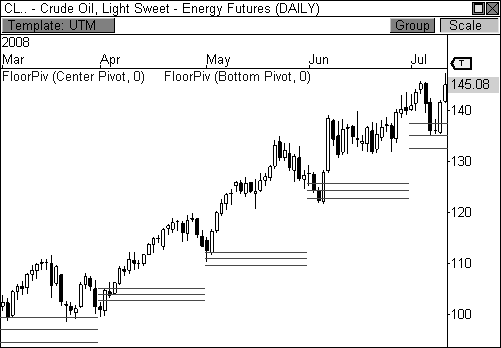 CL.. - Crude Oil, Light Sweet - Energy Futures (DAILY)
Template: UTM Group Scale
2008
Mar Apr May Jun Jul T
FloorPiv (Center Pivot, 0) FloorPiv (Bottom Pivot, 0)
145.08
140
130
120
110
100